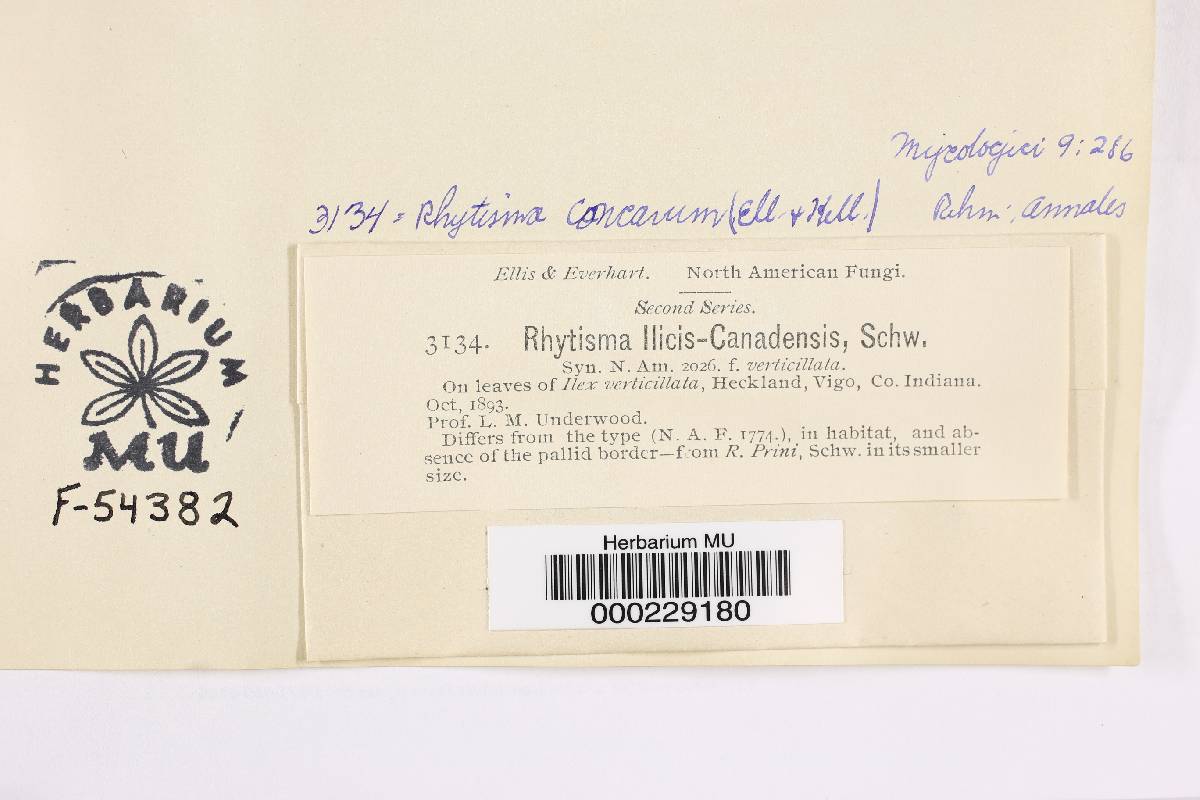 Mycologici 9:286
3134 = Rhytisma concavum (Ell. & Kell.) Rehm: Annales
Ellis & Everhart. North American Fungi.
Second Series.
3134. Rhytisma Ilicis-Canadensis, Schw.
Syn. N. Am. 2026. f. verticillata.
On leaves of Ilex verticillata, Heckland, Vigo, Co. Indiana.
Oct, 1893.
Prof. L. M. Underwood.
Differs from the type (N. A. F. 1774.), in habitat, and ab-
sence of the pallid border—from R. Prini, Schw. in its smaller
size.
HERBARIUM
MU
F-54382
Herbarium MU
000229180